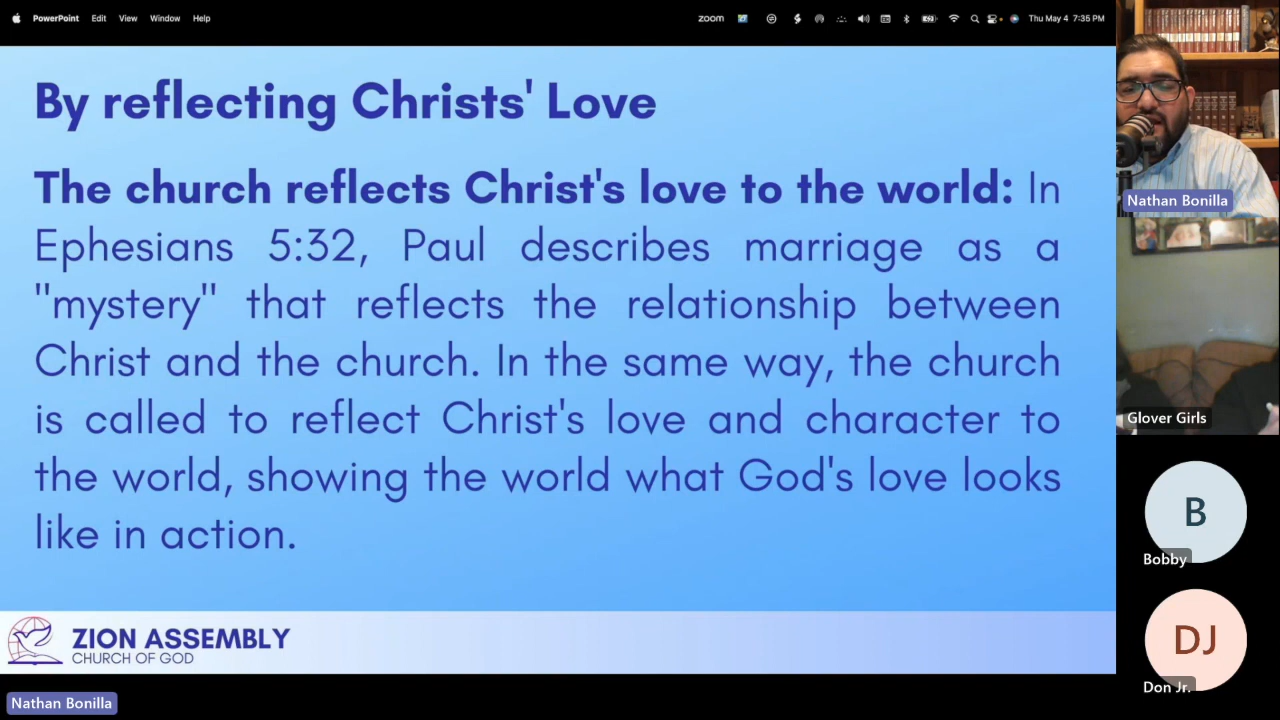 PowerPoint Edit View Window Help
zoom Thu May 4 7:35 PM
By reflecting Christs' Love
The church reflects Christ's love to the world: In
Ephesians 5:32, Paul describes marriage as a
"mystery" that reflects the relationship between
Christ and the church. In the same way, the church
is called to reflect Christ's love and character to
the world, showing the world what God's love looks
like in action.
ZION ASSEMBLY
CHURCH OF GOD
Nathan Bonilla
Nathan Bonilla
Glover Girls
B
Bobby
DJ
Don Jr.